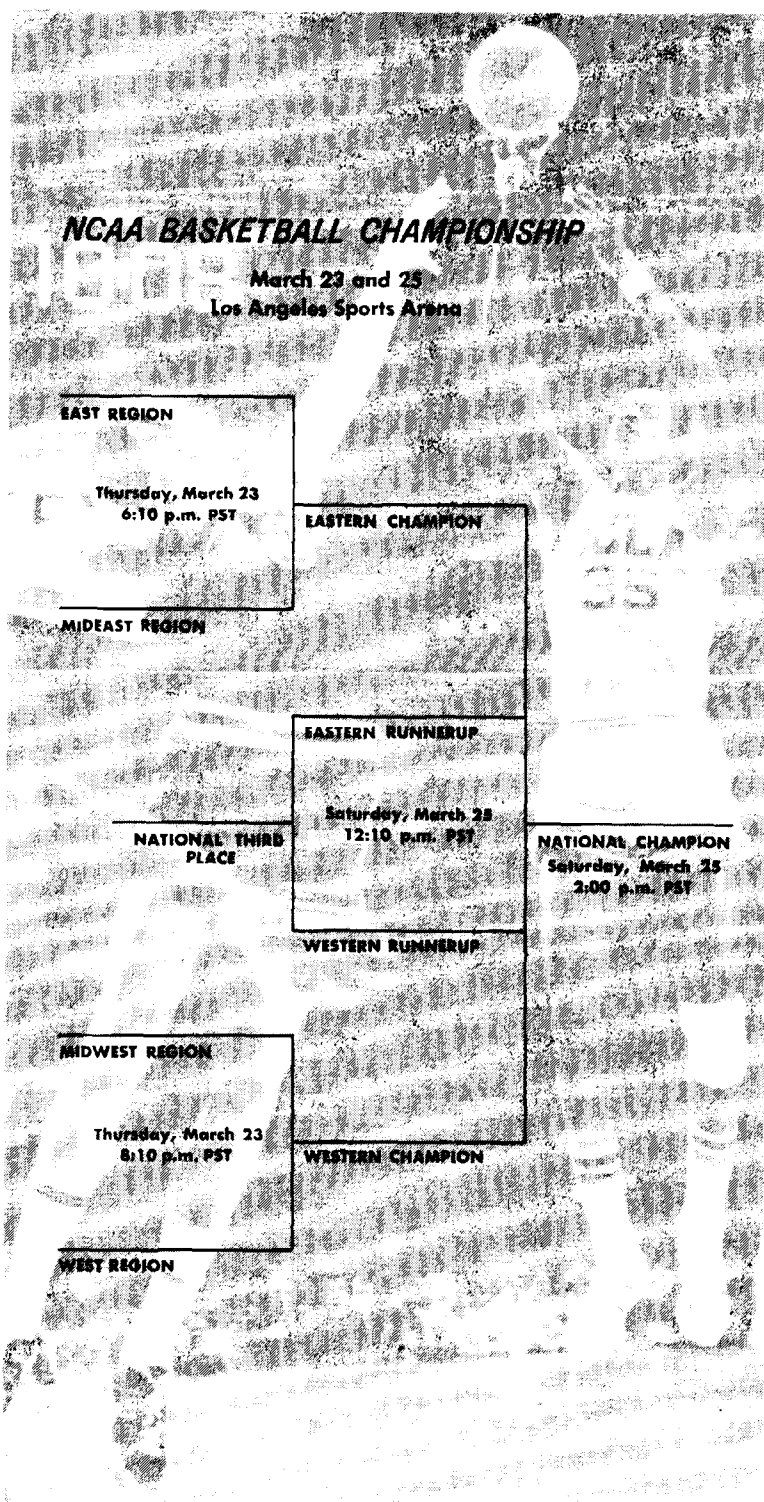 NCAA BASKETBALL CHAMPIONSHIP
March 23 and 25
Los Angeles Sports Arena
EAST REGION
Thursday, March 23
6:10 p.m. PST
EASTERN CHAMPION
MIDEAST REGION
EASTERN RUNNERUP
Saturday, March 25
12:10 p.m. PST
NATIONAL THIRD
PLACE
NATIONAL CHAMPION
Saturday, March 25
2:00 p.m. PST
WESTERN RUNNERUP
MIDWEST REGION
Thursday, March 23
8:10 p.m. PST
WESTERN CHAMPION
WEST REGION